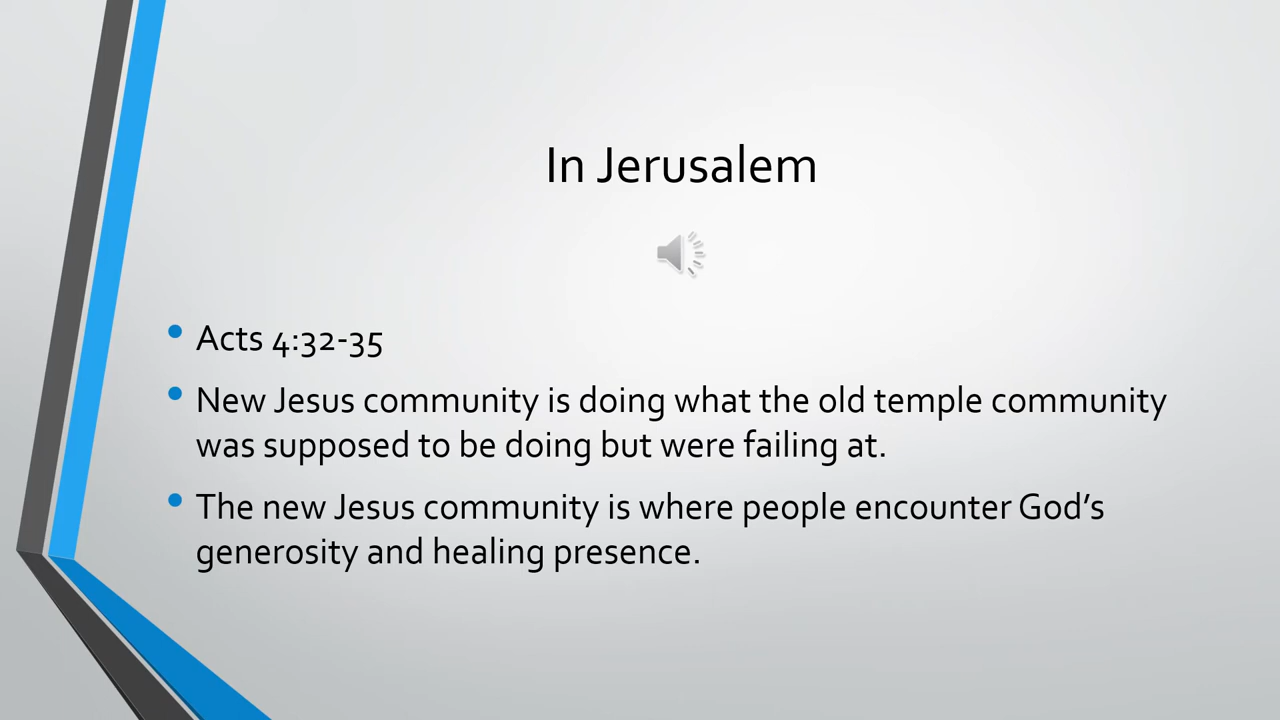 In Jerusalem
• Acts 4:32-35
• New Jesus community is doing what the old temple community
was supposed to be doing but were failing at.
• The new Jesus community is where people encounter God’s
generosity and healing presence.